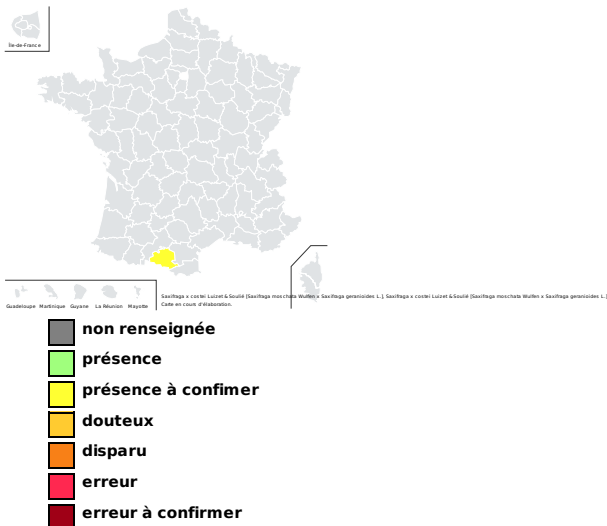 Île-de-France
Guadeloupe Martinique Guyane La Réunion Mayotte
Saxifraga x costei Luizet & Soulié [Saxifraga moschata Wulfen x Saxifraga geranioides L.], Saxifraga x costei Luizet & Soulié [Saxifraga moschata Wulfen x Saxifraga geranioides L.]
Carte en cours d'élaboration.
non renseignée
présence
présence à confimer
douteux
disparu
erreur
erreur à confirmer